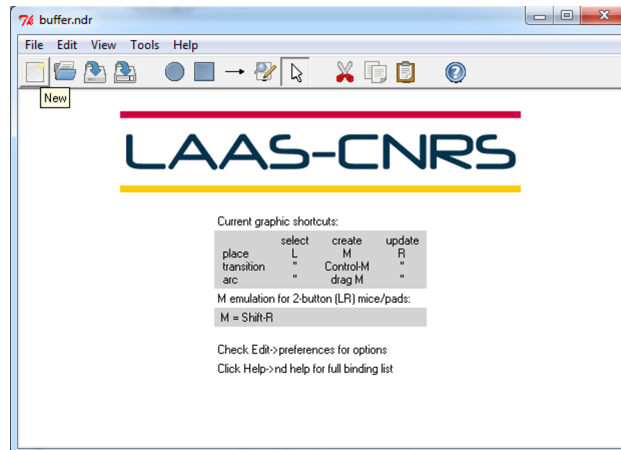 buffer.ndr
File Edit View Tools Help
New
LAAS-CNRS
Current graphic shortcuts:
select create update
place L M R
transition " Control-M "
arc " drag M "
M emulation for 2-button (LR) mice/pads:
M = Shift-R
Check Edit->preferences for options
Click Help->nd help for full binding list